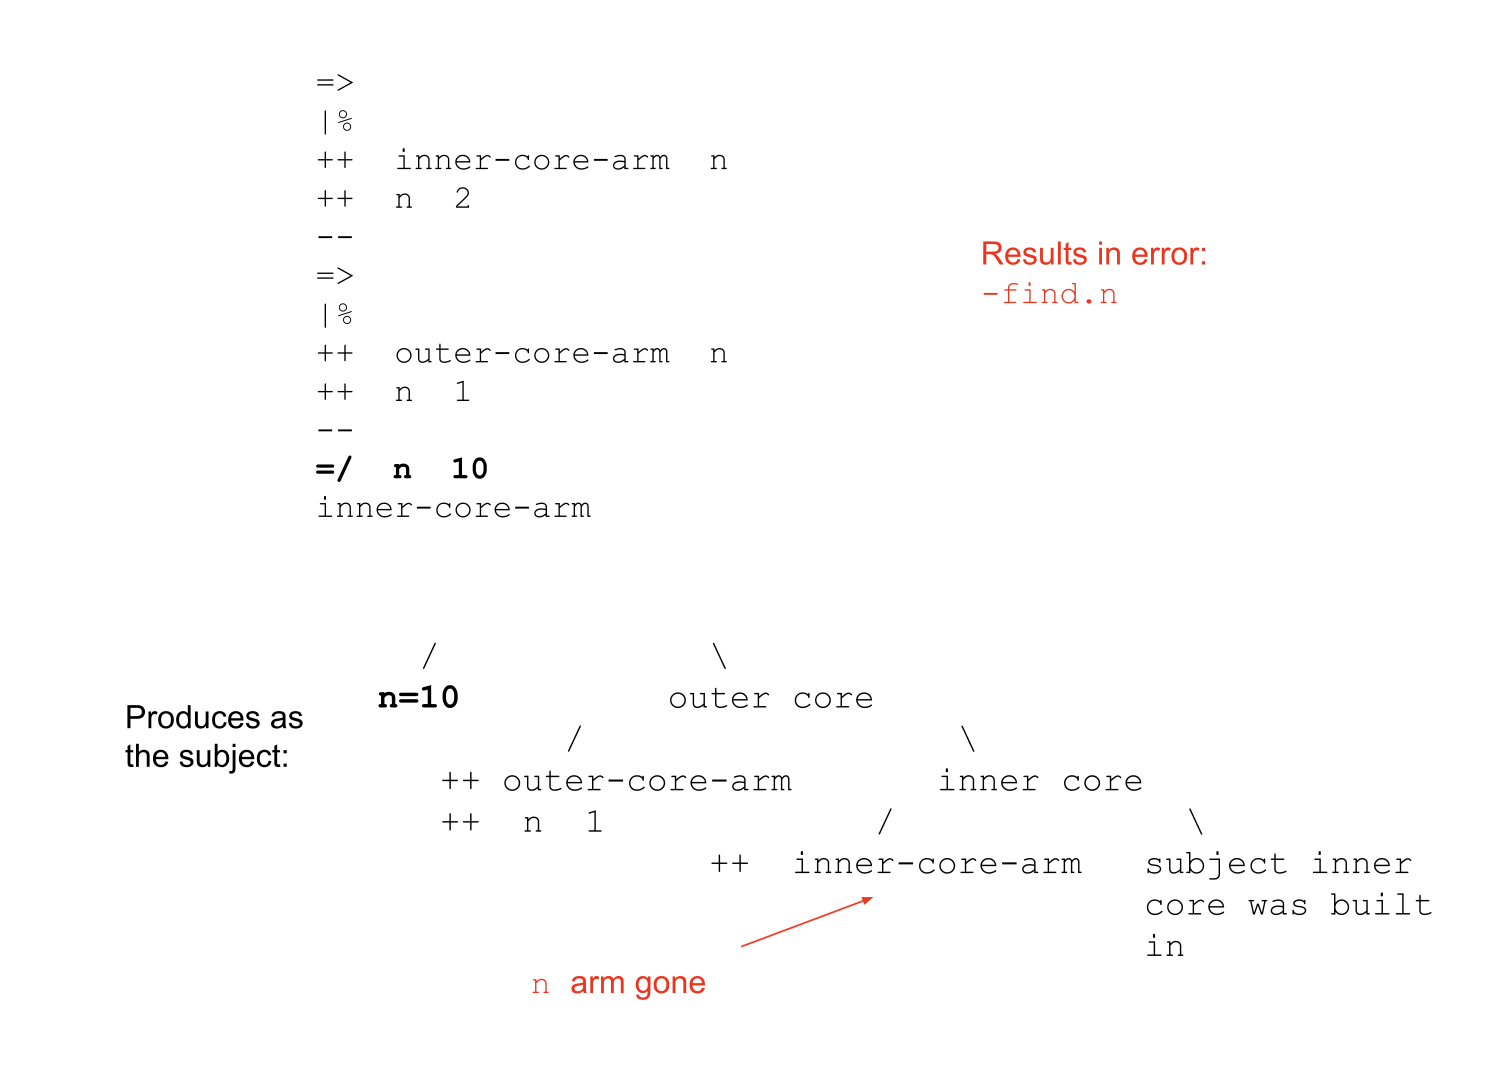 =>
|%
++  inner-core-arm  n
++  n  2
--
=>
|%
++  outer-core-arm  n
++  n  1
--
=/  n  10
inner-core-arm
Results in error:
-find.n
Produces as
the subject:
/ \
n=10 outer core
/ \
++ outer-core-arm inner core
++  n  1 / \
++  inner-core-arm subject inner
core was built
in
n arm gone